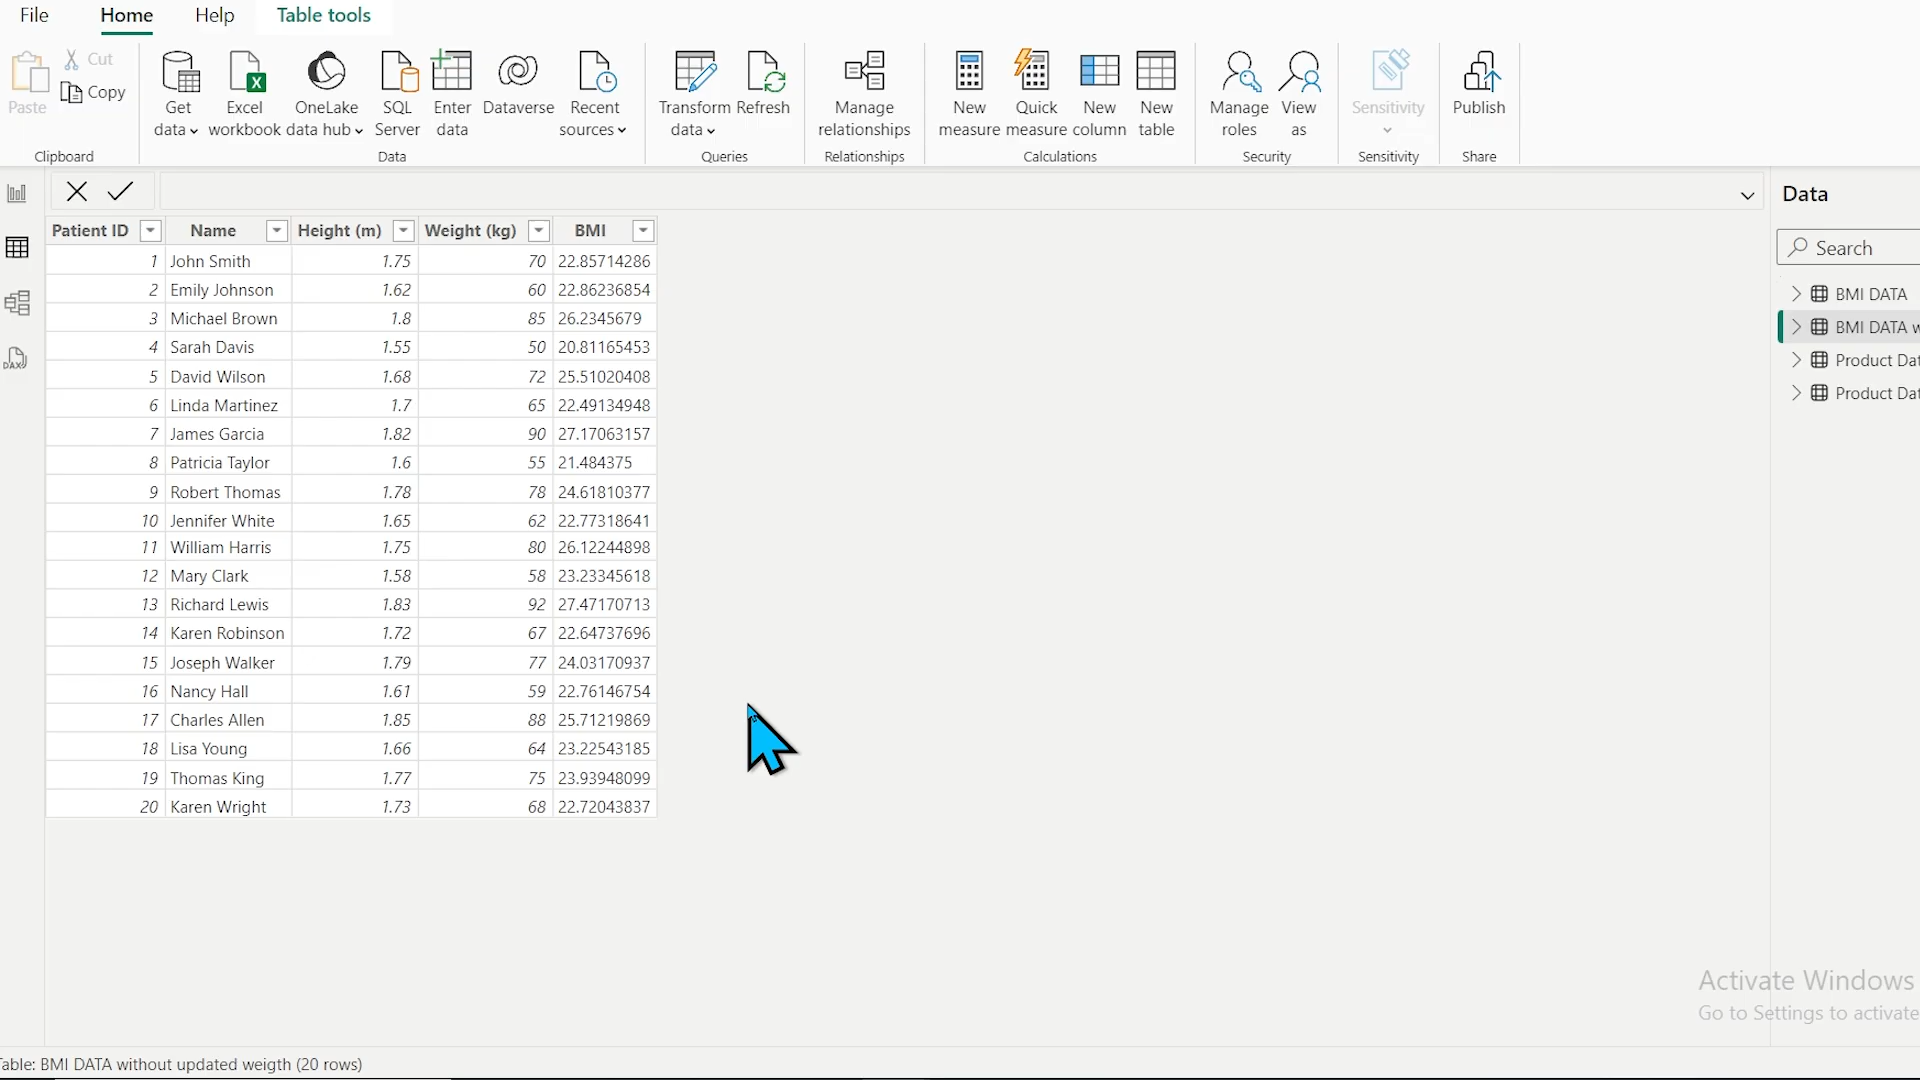 File Home Help Table tools
Paste Cut Copy
Clipboard
Get data
Excel workbook
OneLake data hub
SQL Server
Enter data
Dataverse
Recent sources
Data
Transform data
Refresh
Queries
Manage relationships
Relationships
New measure
Quick measure
New column
New table
Calculations
Manage roles
View as
Security
Sensitivity
Sensitivity
Publish
Share
Patient ID Name Height (m) Weight (kg) BMI
1 John Smith 1.75 70 22.85714286
2 Emily Johnson 1.62 60 22.86236854
3 Michael Brown 1.8 85 26.2345679
4 Sarah Davis 1.55 50 20.81165453
5 David Wilson 1.68 72 25.51020408
6 Linda Martinez 1.7 65 22.49134948
7 James Garcia 1.82 90 27.17063157
8 Patricia Taylor 1.6 55 21.484375
9 Robert Thomas 1.78 78 24.61810377
10 Jennifer White 1.65 62 22.77318641
11 William Harris 1.75 80 26.12244898
12 Mary Clark 1.58 58 23.23345618
13 Richard Lewis 1.83 92 27.47170713
14 Karen Robinson 1.72 67 22.64737696
15 Joseph Walker 1.79 77 24.03170937
16 Nancy Hall 1.61 59 22.76146754
17 Charles Allen 1.85 88 25.71219869
18 Lisa Young 1.66 64 23.22543185
19 Thomas King 1.77 75 23.93948099
20 Karen Wright 1.73 68 22.72043837
DAX
Data
Search
BMI DATA
BMI DATA w
Product Dat
Product Dat
Activate Windows
Go to Settings to activate
able: BMI DATA without updated weigth (20 rows)